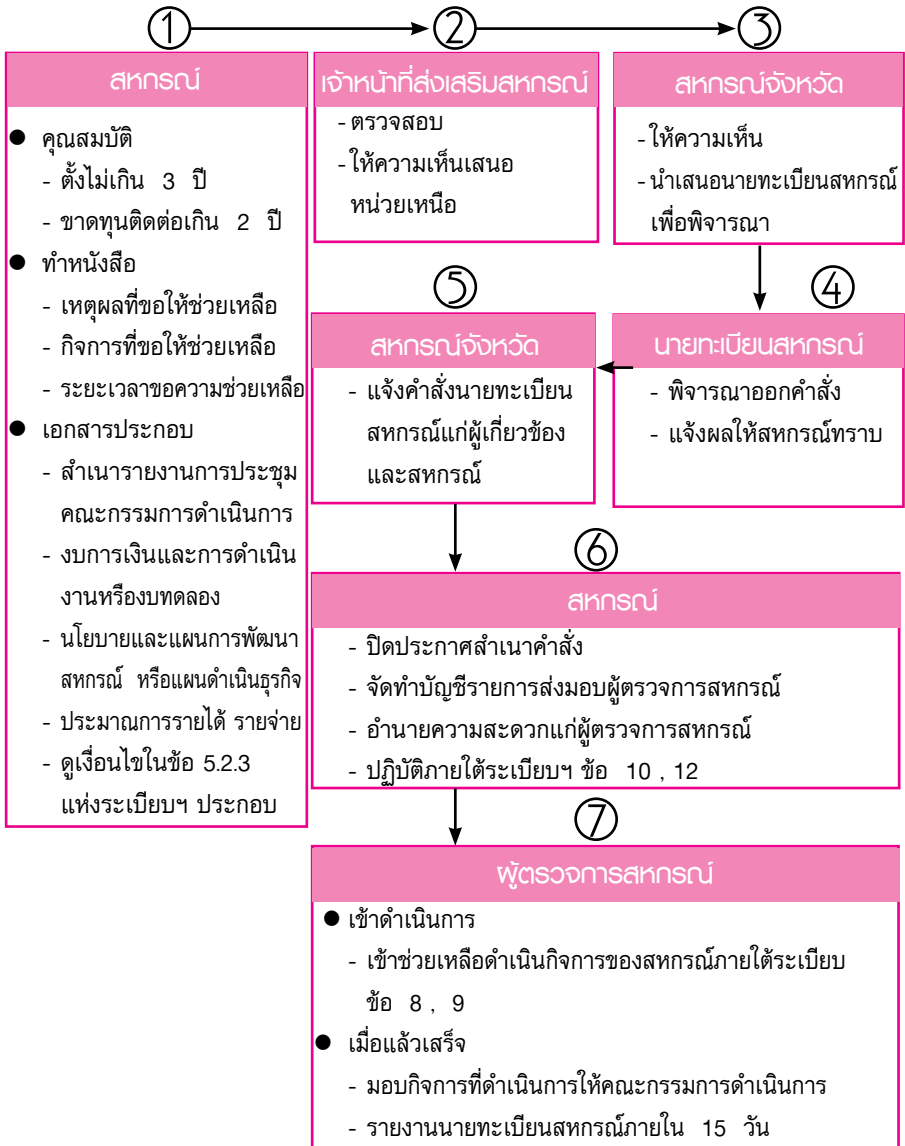 ①
สหกรณ์
● คุณสมบัติ
- ตั้งไม่เกิน 3 ปี
- ขาดทุนติดต่อเกิน 2 ปี
● ทำหนังสือ
- เหตุผลที่ขอให้ช่วยเหลือ
- กิจการที่ขอให้ช่วยเหลือ
- ระยะเวลาขอความช่วยเหลือ
● เอกสารประกอบ
- สำเนารายงานการประชุม
คณะกรรมการดำเนินการ
- งบการเงินและการดำเนิน
งานหรืองบทดลอง
- นโยบายและแผนการพัฒนา
สหกรณ์ หรือแผนดำเนินธุรกิจ
- ประมาณการรายได้ รายจ่าย
- ดูเงื่อนไขในข้อ 5.2.3
แห่งระเบียบฯ ประกอบ
②
เจ้าหน้าที่ส่งเสริมสหกรณ์
- ตรวจสอบ
- ให้ความเห็นเสนอ
หน่วยเหนือ
③
สหกรณ์จังหวัด
- ให้ความเห็น
- นำเสนอนายทะเบียนสหกรณ์
เพื่อพิจารณา
④
นายทะเบียนสหกรณ์
- พิจารณาออกคำสั่ง
- แจ้งผลให้สหกรณ์ทราบ
⑤
สหกรณ์จังหวัด
- แจ้งคำสั่งนายทะเบียน
สหกรณ์แก่ผู้เกี่ยวข้อง
และสหกรณ์
⑥
สหกรณ์
- ปิดประกาศสำเนาคำสั่ง
- จัดทำบัญชีรายการส่งมอบผู้ตรวจการสหกรณ์
- อำนายความสะดวกแก่ผู้ตรวจการสหกรณ์
- ปฏิบัติภายใต้ระเบียบฯ ข้อ 10 , 12
⑦
ผู้ตรวจการสหกรณ์
● เข้าดำเนินการ
- เข้าช่วยเหลือดำเนินกิจการของสหกรณ์ภายใต้ระเบียบ
ข้อ 8 , 9
● เมื่อแล้วเสร็จ
- มอบกิจการที่ดำเนินการให้คณะกรรมการดำเนินการ
- รายงานนายทะเบียนสหกรณ์ภายใน 15 วัน